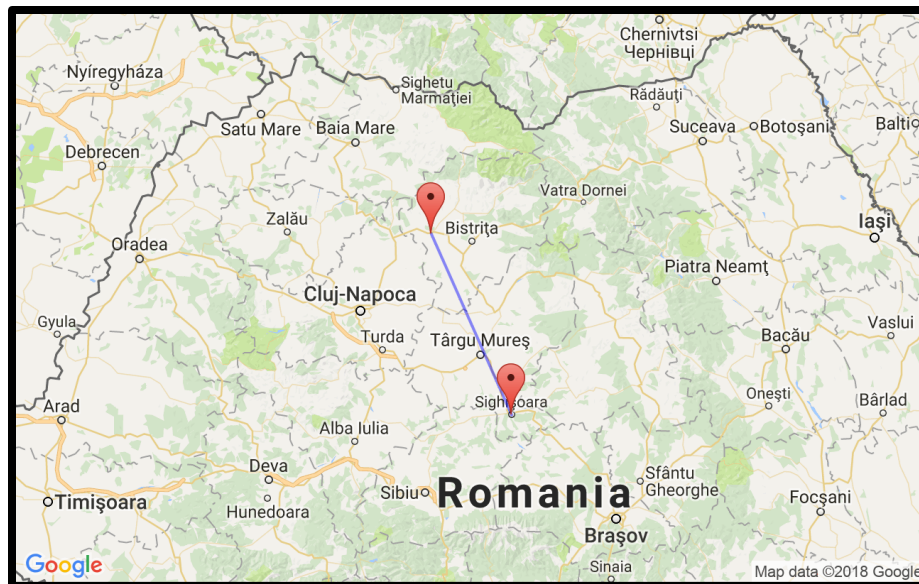 Chernivtsi
Чернівці
Nyíregyháza
Sighetu
Marmației
Rădăuți
Satu Mare
Baia Mare
Suceava
Botoșani
Balti
Debrecen
Vatra Dornei
Zalău
Bistrița
Iași
Oradea
Piatra Neamț
Cluj-Napoca
Gyula
Turda
Târgu Mureș
Bacău
Vaslui
Sighișoara
Onești
Bârlad
Arad
Alba Iulia
Deva
Sfântu
Gheorghe
Sibiu
Romania
Timișoara
Hunedoara
Focșani
Brașov
Sinaia
Google
Map data ©2018 Google